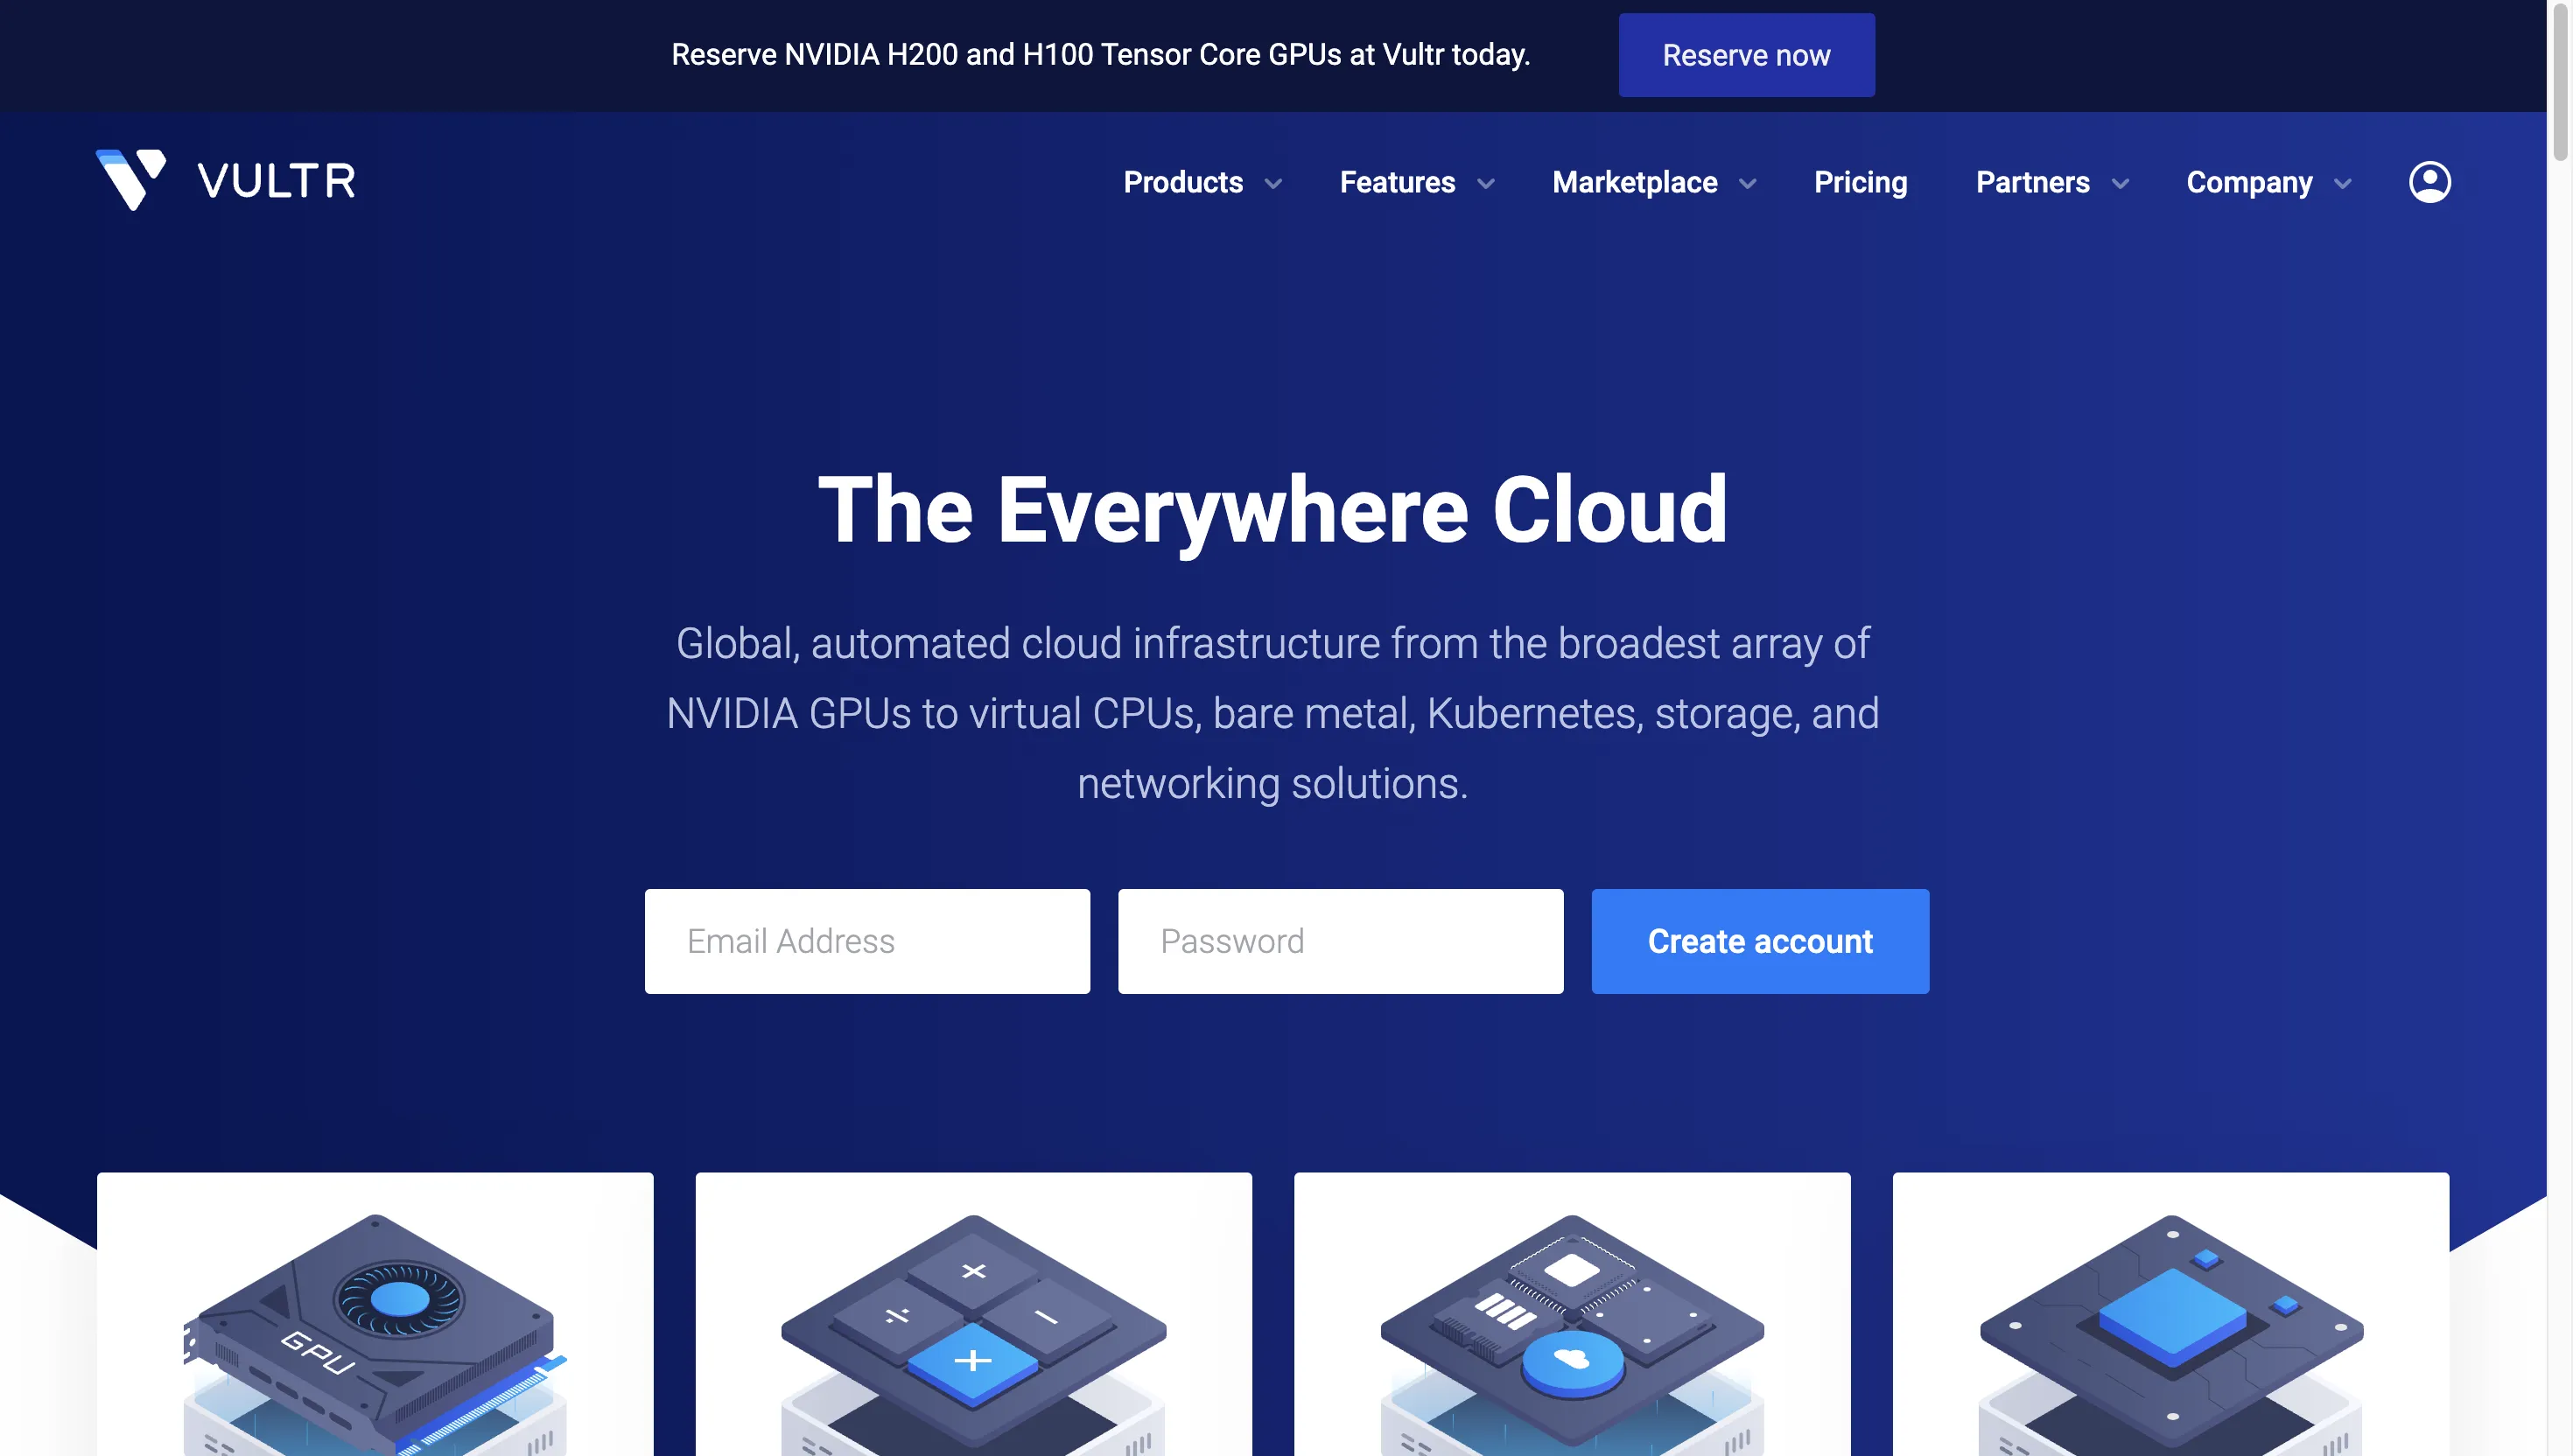 Reserve NVIDIA H200 and H100 Tensor Core GPUs at Vultr today.
Reserve now
VULTR
Products
Features
Marketplace
Pricing
Partners
Company
The Everywhere Cloud
Global, automated cloud infrastructure from the broadest array of
NVIDIA GPUs to virtual CPUs, bare metal, Kubernetes, storage, and
networking solutions.
Email Address
Password
Create account
GPU